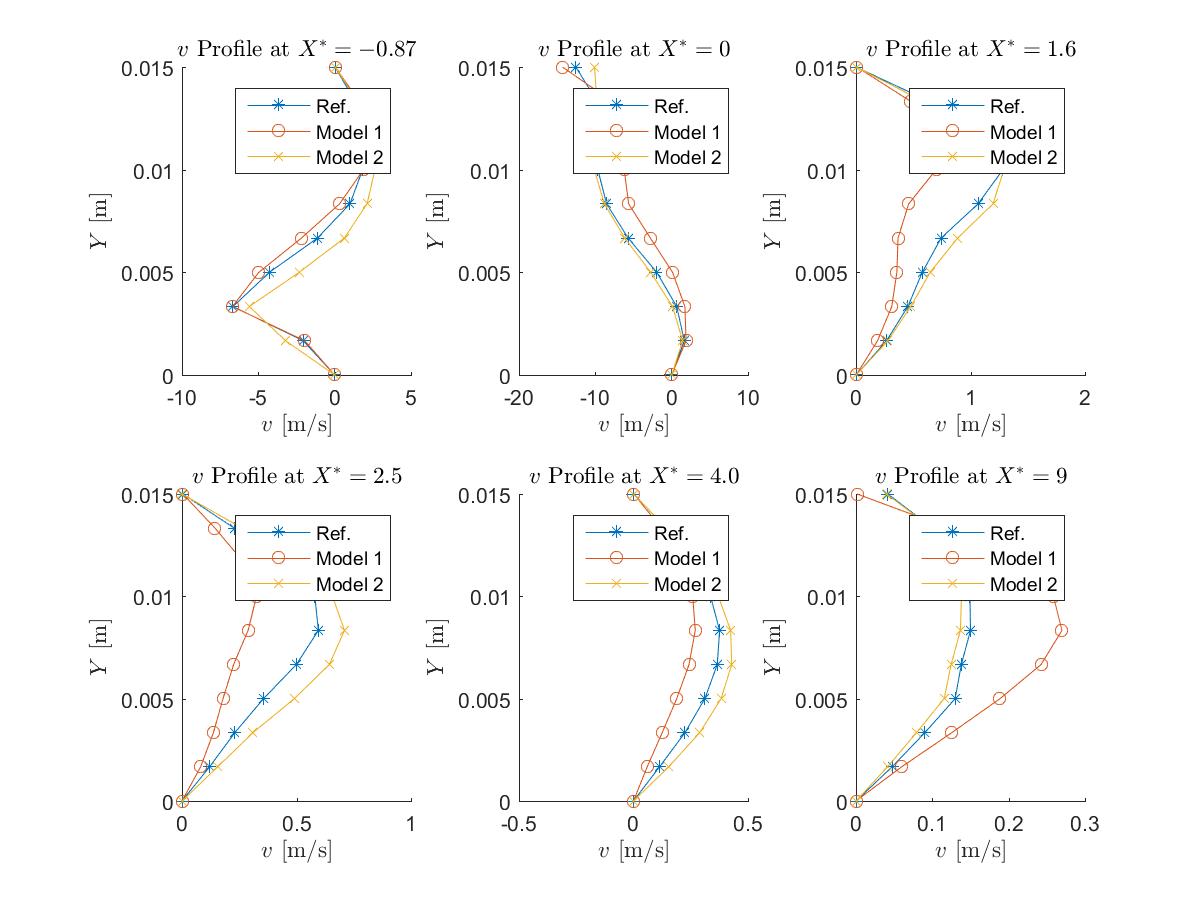 v Profile at X* = −0.87
0.015
0.01
0.005
0
-10
-5
0
5
Y [m]
v [m/s]
Ref.
Model 1
Model 2
v Profile at X* = 0
0.015
0.01
0.005
0
-20
-10
0
10
Y [m]
v [m/s]
Ref.
Model 1
Model 2
v Profile at X* = 1.6
0.015
0.01
0.005
0
0
1
2
Y [m]
v [m/s]
Ref.
Model 1
Model 2
v Profile at X* = 2.5
0.015
0.01
0.005
0
0
0.5
1
Y [m]
v [m/s]
Ref.
Model 1
Model 2
v Profile at X* = 4.0
0.015
0.01
0.005
0
-0.5
0
0.5
Y [m]
v [m/s]
Ref.
Model 1
Model 2
v Profile at X* = 9
0.015
0.01
0.005
0
0
0.1
0.2
0.3
Y [m]
v [m/s]
Ref.
Model 1
Model 2